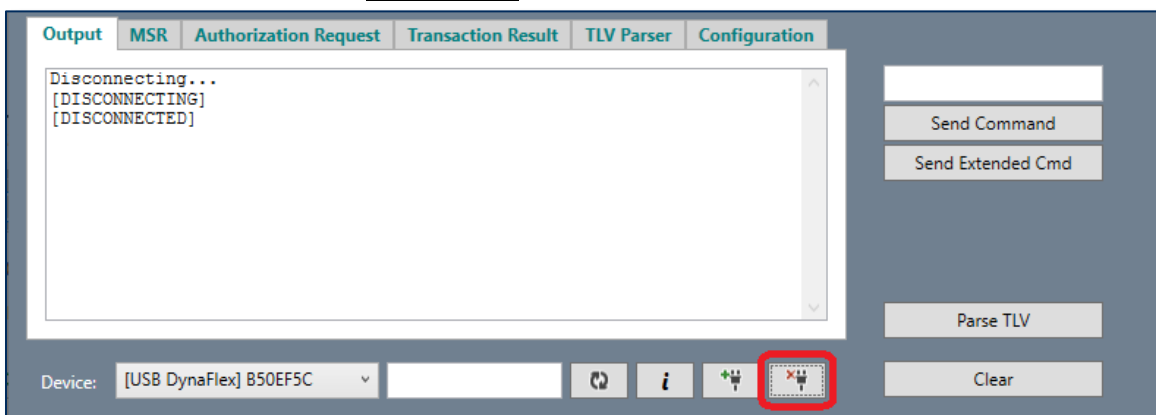 Output MSR Authorization Request Transaction Result TLV Parser Configuration
Disconnecting...
[DISCONNECTING]
[DISCONNECTED]
Send Command
Send Extended Cmd
Parse TLV
Device: [USB DynaFlex] B50EF5C i Clear